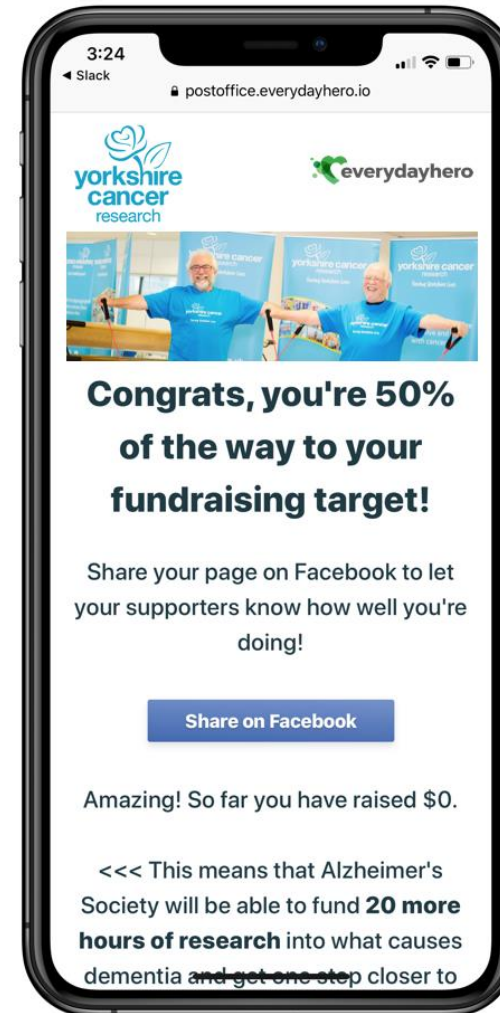 3:24
◀ Slack
postoffice.everydayhero.io
yorkshire
cancer
research
everydayhero
Congrats, you're 50%
of the way to your
fundraising target!
Share your page on Facebook to let
your supporters know how well you're
doing!
Share on Facebook
Amazing! So far you have raised $0.
<<< This means that Alzheimer's
Society will be able to fund 20 more
hours of research into what causes
dementia and get one step closer to